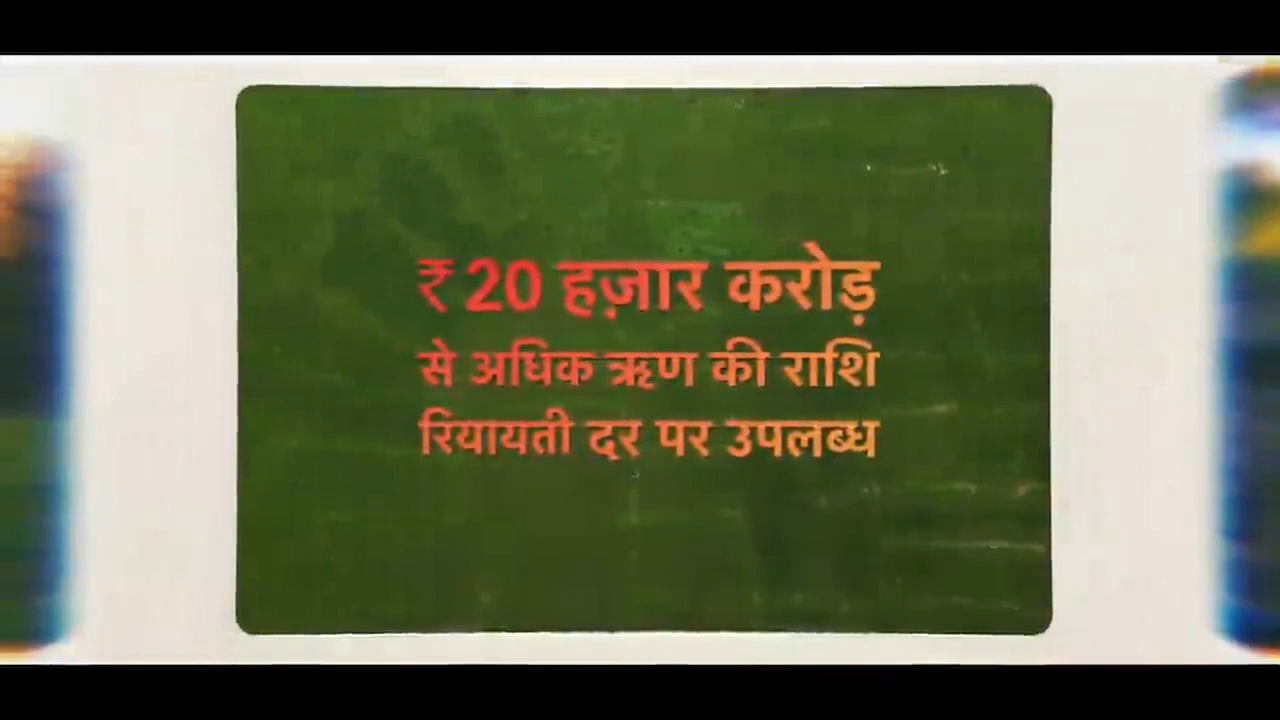 ₹20 हज़ार करोड़
से अधिक ऋण की राशि
रियायती दर पर उपलब्ध